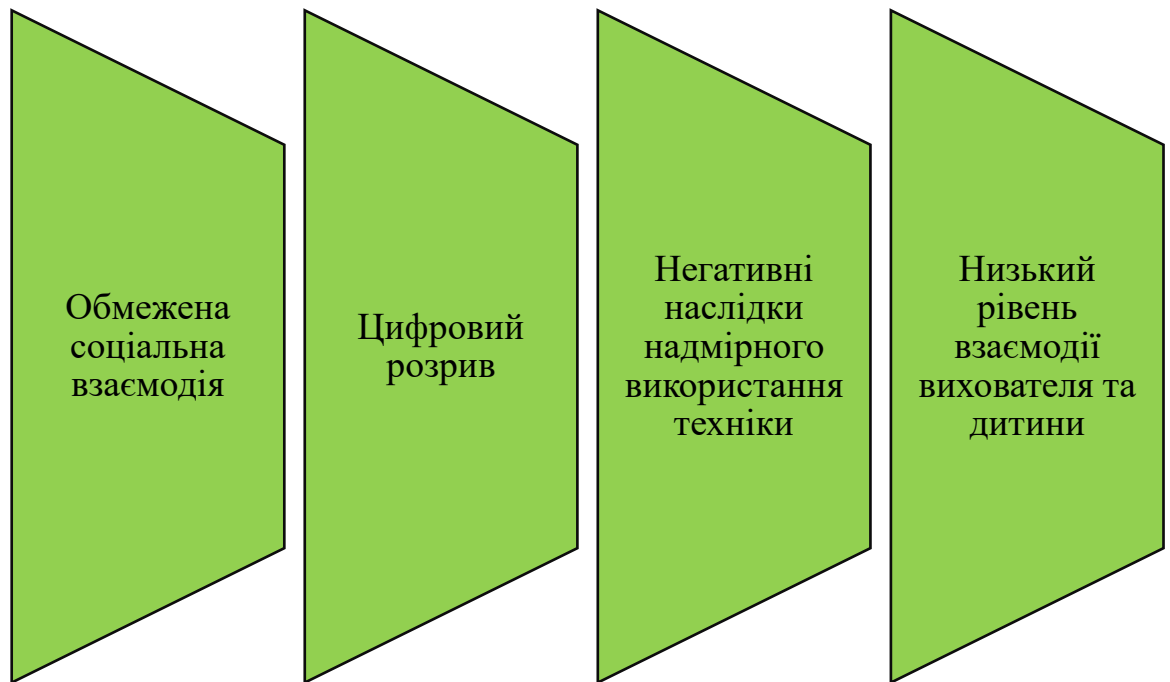 Обмежена
соціальна
взаємодія
Цифровий
розрив
Негативні
наслідки
надмірного
використання
техніки
Низький
рівень
взаємодії
вихователя та
дитини